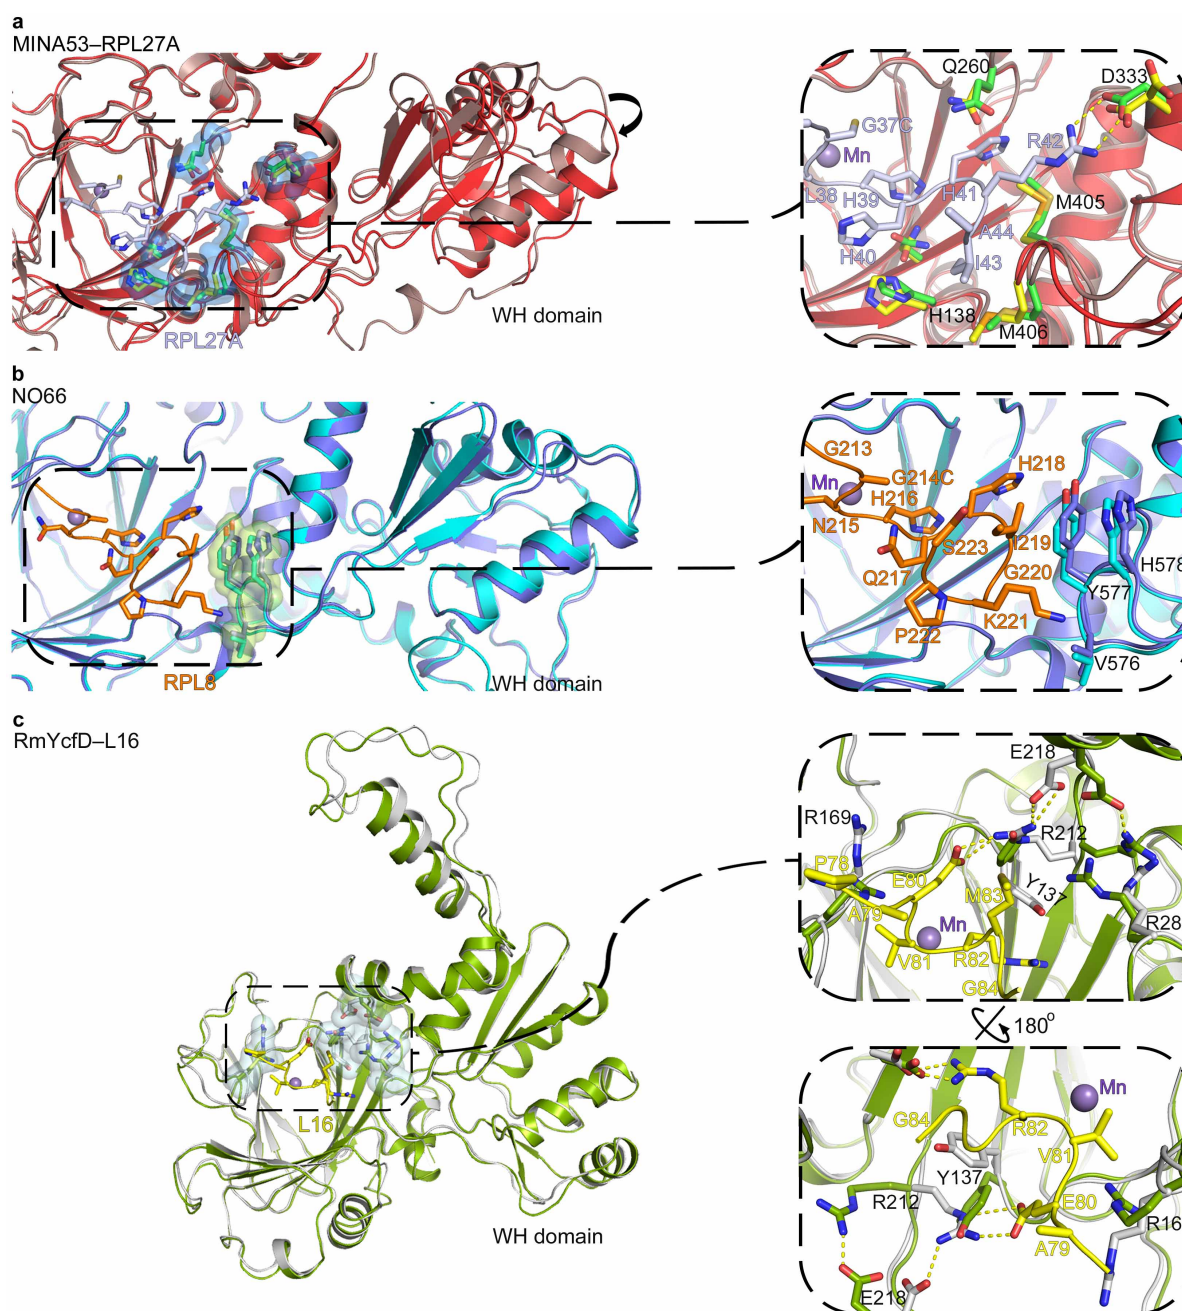 a
MINA53–RPL27A
RPL27A
WH domain
Q260
D333
G37C
Mn
R42
L38
H39
H41
M405
A44
H40
I43
H138
M406
b
NO66
RPL8
WH domain
G213
H218
Mn
G214C
H216
N215
S223
I219
H578
Q217
G220
Y577
P222
K221
V576
c
RmYcfD–L16
L16
WH domain
E218
R169
R212
P78
E80
M83
Y137
A79
Mn
R28
V81
R82
G84
180°
Mn
G84
R82
V81
Y137
R212
E80
R16
A79
E218